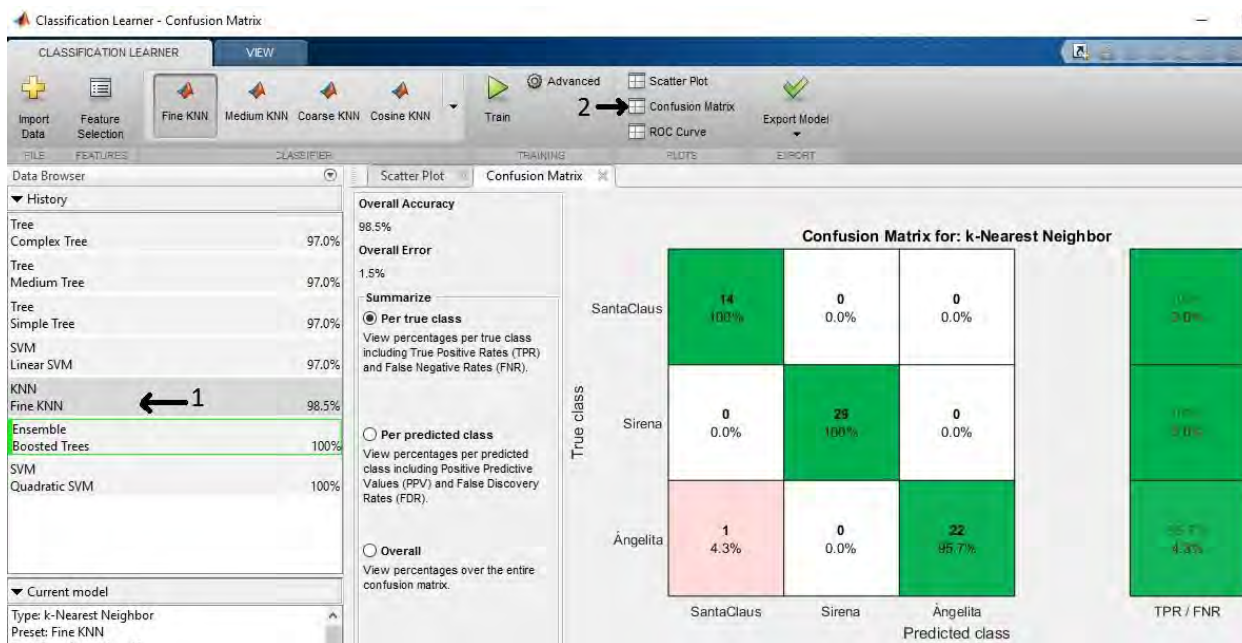 Classification Learner - Confusion Matrix
CLASSIFICATION LEARNER
VIEW
Import Data
Feature Selection
Fine KNN
Medium KNN
Coarse KNN
Cosine KNN
Train
Advanced
Scatter Plot
2
Confusion Matrix
ROC Curve
Export Model
FILE
FEATURES
CLASSIFIER
TRAINING
PLOTS
EXPORT
Data Browser
History
Tree
Complex Tree 97.0%
Tree
Medium Tree 97.0%
Tree
Simple Tree 97.0%
SVM
Linear SVM 97.0%
KNN
Fine KNN 98.5%
1
Ensemble
Boosted Trees 100%
SVM
Quadratic SVM 100%
Current model
Type: k-Nearest Neighbor
Preset: Fine KNN
Scatter Plot
Confusion Matrix
Overall Accuracy
98.5%
Overall Error
1.5%
Summarize
Per true class
View percentages per true class
including True Positive Rates (TPR)
and False Negative Rates (FNR).
Per predicted class
View percentages per predicted
class including Positive Predictive
Values (PPV) and False Discovery
Rates (FDR).
Overall
View percentages over the entire
confusion matrix.
Confusion Matrix for: k-Nearest Neighbor
True class
SantaClaus
14
100%
0
0.0%
0
0.0%
Sirena
0
0.0%
29
100%
0
0.0%
Àngelita
1
4.3%
0
0.0%
22
95.7%
95.7%
4.3%
SantaClaus
Sirena
Àngelita
TPR / FNR
Predicted class